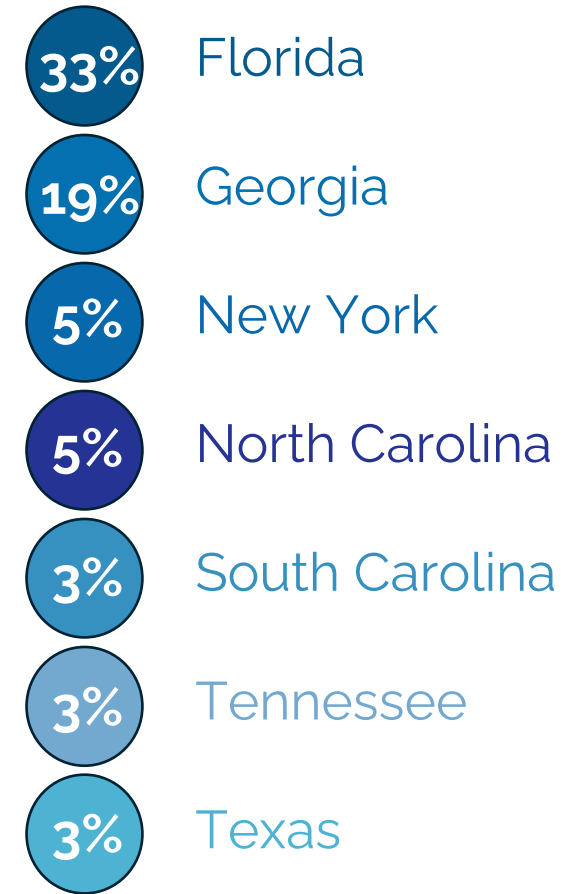 33% Florida
19% Georgia
5% New York
5% North Carolina
3% South Carolina
3% Tennessee
3% Texas